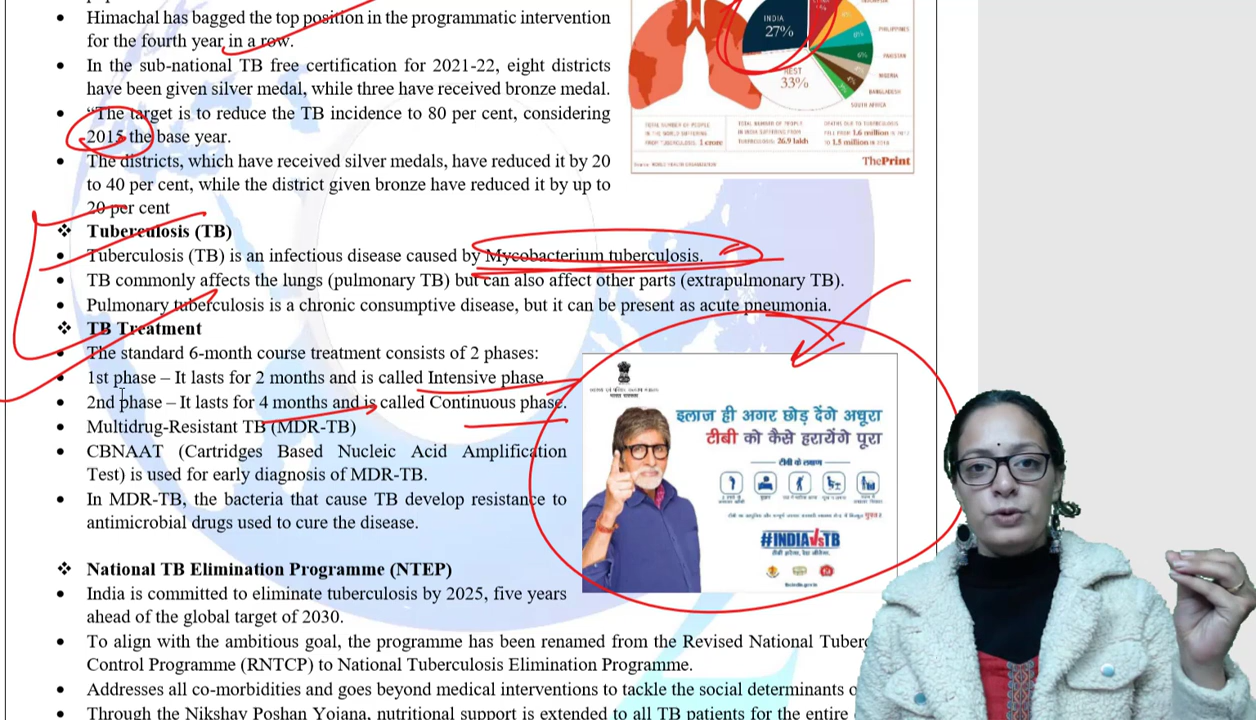 Himachal has bagged the top position in the programmatic intervention
for the fourth year in a row.
In the sub-national TB free certification for 2021-22, eight districts
have been given silver medal, while three have received bronze medal.
“The target is to reduce the TB incidence to 80 per cent, considering
2015 the base year.
The districts, which have received silver medals, have reduced it by 20
to 40 per cent, while the district given bronze have reduced it by up to
20 per cent
INDIA
27%
REST
33%
PHILIPPINES
PAKISTAN
NIGERIA
BANGLADESH
SOUTH AFRICA
1 crore
26.9 lakh
1.6 million
1.5 million
ThePrint
❖ Tuberculosis (TB)
Tuberculosis (TB) is an infectious disease caused by Mycobacterium tuberculosis.
TB commonly affects the lungs (pulmonary TB) but can also affect other parts (extrapulmonary TB).
Pulmonary tuberculosis is a chronic consumptive disease, but it can be present as acute pneumonia.
❖ TB Treatment
The standard 6-month course treatment consists of 2 phases:
1st phase – It lasts for 2 months and is called Intensive phase.
2nd phase – It lasts for 4 months and is called Continuous phase.
Multidrug-Resistant TB (MDR-TB)
CBNAAT (Cartridges Based Nucleic Acid Amplification
Test) is used for early diagnosis of MDR-TB.
In MDR-TB, the bacteria that cause TB develop resistance to
antimicrobial drugs used to cure the disease.
इलाज ही अगर छोड़ देंगे अधूरा
टीबी को कैसे हरायेंगे पूरा
टीबी के लक्षण
#INDIAVsTB
❖ National TB Elimination Programme (NTEP)
India is committed to eliminate tuberculosis by 2025, five years
ahead of the global target of 2030.
To align with the ambitious goal, the programme has been renamed from the Revised National
Control Programme (RNTCP) to National Tuberculosis Elimination Programme.
Addresses all co-morbidities and goes beyond medical interventions to tackle the social determinants
Through the Nikshay Poshan Yojana, nutritional support is extended to all TB patients for the entire